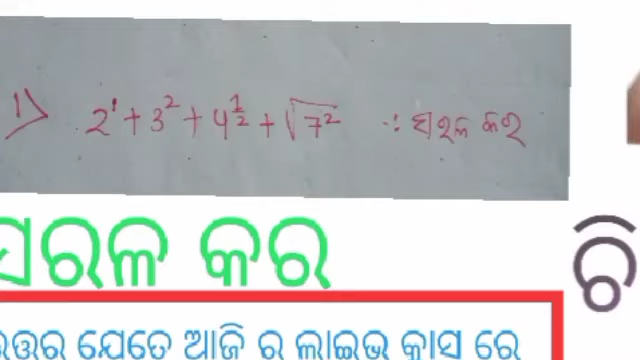 1> 2¹ + 3² + 4^½ + √7² ∴ ସରଳ କର
ସରଳ କର
ଚି
ଉତ୍ତର ଯେତେ ଆଜି ର ଲାଇଭ କ୍ଲାସ ରେ